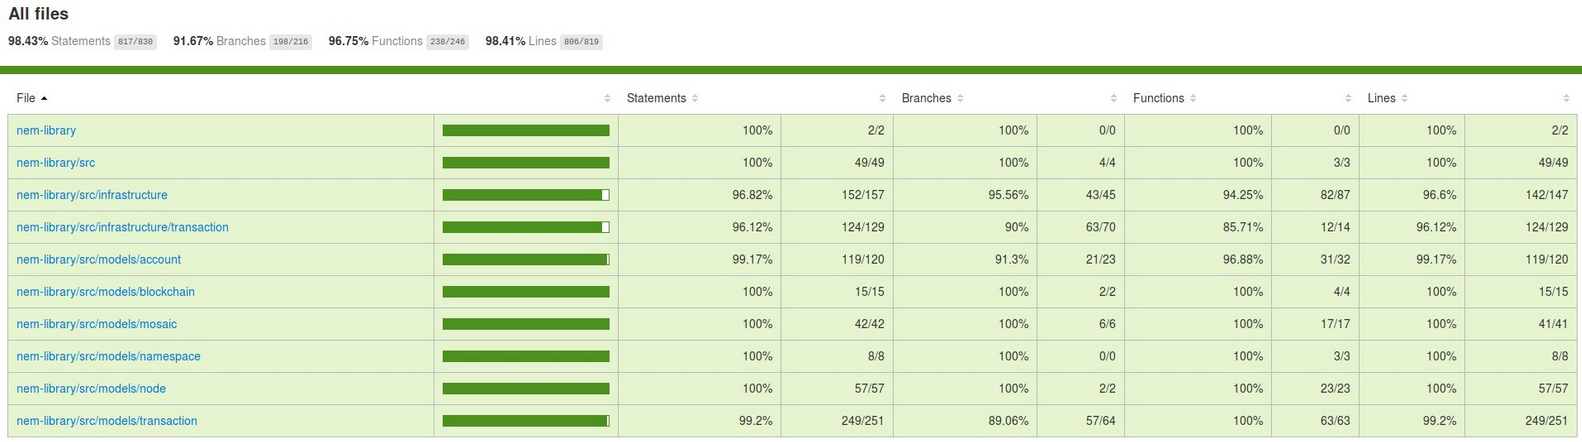 All files
98.43% Statements 817/830 91.67% Branches 198/216 96.75% Functions 238/246 98.41% Lines 806/819
File Statements Branches Functions Lines
nem-library 100% 2/2 100% 0/0 100% 0/0 100% 2/2
nem-library/src 100% 49/49 100% 4/4 100% 3/3 100% 49/49
nem-library/src/infrastructure 96.82% 152/157 95.56% 43/45 94.25% 82/87 96.6% 142/147
nem-library/src/infrastructure/transaction 96.12% 124/129 90% 63/70 85.71% 12/14 96.12% 124/129
nem-library/src/models/account 99.17% 119/120 91.3% 21/23 96.88% 31/32 99.17% 119/120
nem-library/src/models/blockchain 100% 15/15 100% 2/2 100% 4/4 100% 15/15
nem-library/src/models/mosaic 100% 42/42 100% 6/6 100% 17/17 100% 41/41
nem-library/src/models/namespace 100% 8/8 100% 0/0 100% 3/3 100% 8/8
nem-library/src/models/node 100% 57/57 100% 2/2 100% 23/23 100% 57/57
nem-library/src/models/transaction 99.2% 249/251 89.06% 57/64 100% 63/63 99.2% 249/251